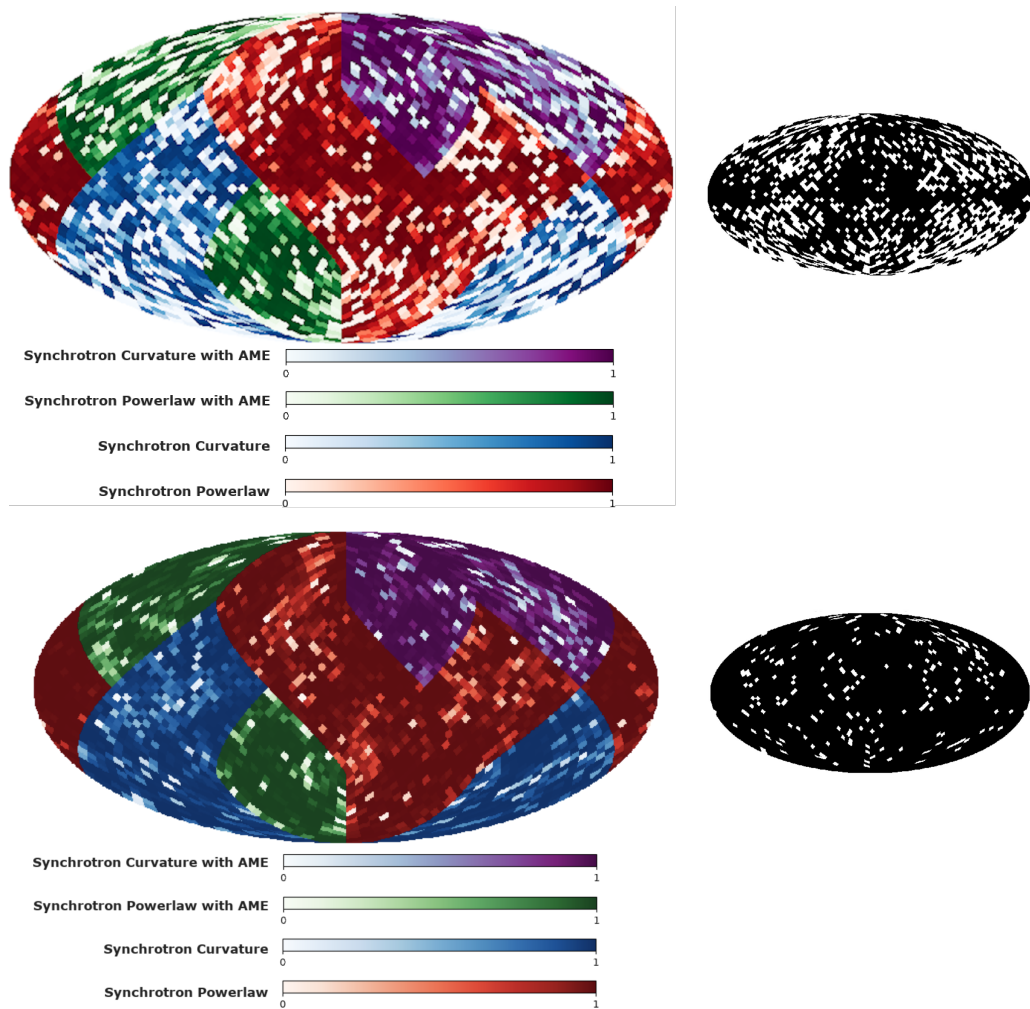 Synchrotron Curvature with AME
0 1
Synchrotron Powerlaw with AME
0 1
Synchrotron Curvature
0 1
Synchrotron Powerlaw
0 1
Synchrotron Curvature with AME
0 1
Synchrotron Powerlaw with AME
0 1
Synchrotron Curvature
0 1
Synchrotron Powerlaw
0 1